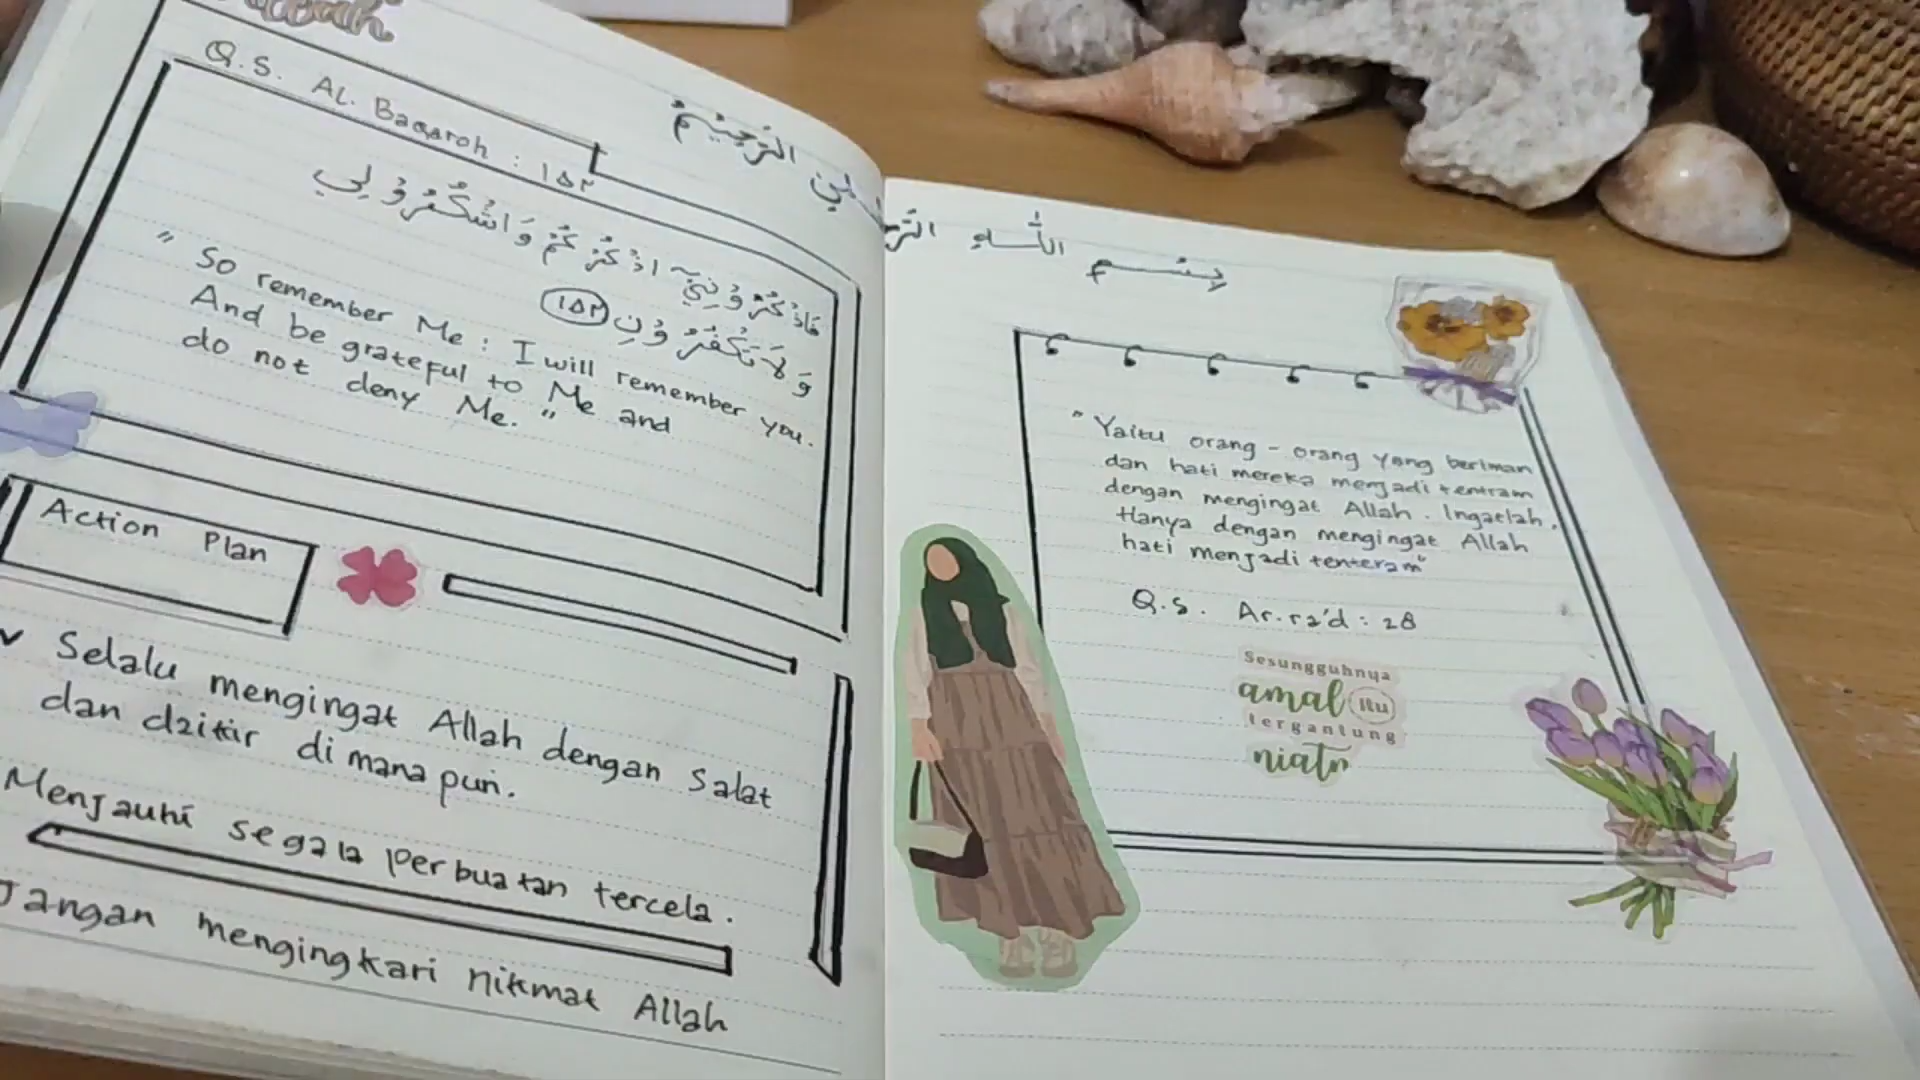 Q.S. AL. Baqaroh : ١٥٢
فَاذْكُرُوْنِيْٓ اَذْكُرْكُمْ وَاشْكُرُوْ لِي
وَلَا تَكْفُرُوْنِ ١٥٢
" So remember Me : I will remember you.
And be grateful to Me and
do not deny Me. "
Action Plan
v Selalu mengingat Allah dengan Salat
dan dzikir di mana pun.
Menjauhi segala perbuatan tercela.
Jangan mengingkari nikmat Allah
بِسْمِ اللّٰهِ الرَّحْمٰنِ الرَّحِيْمِ
" Yaitu orang - orang yang beriman
dan hati mereka menjadi tentram
dengan mengingat Allah. Ingatlah,
Hanya dengan mengingat Allah
hati menjadi tenteram"
Q.S. Ar.ra'd : 28
Sesungguhnya
amal itu
tergantung
niatn